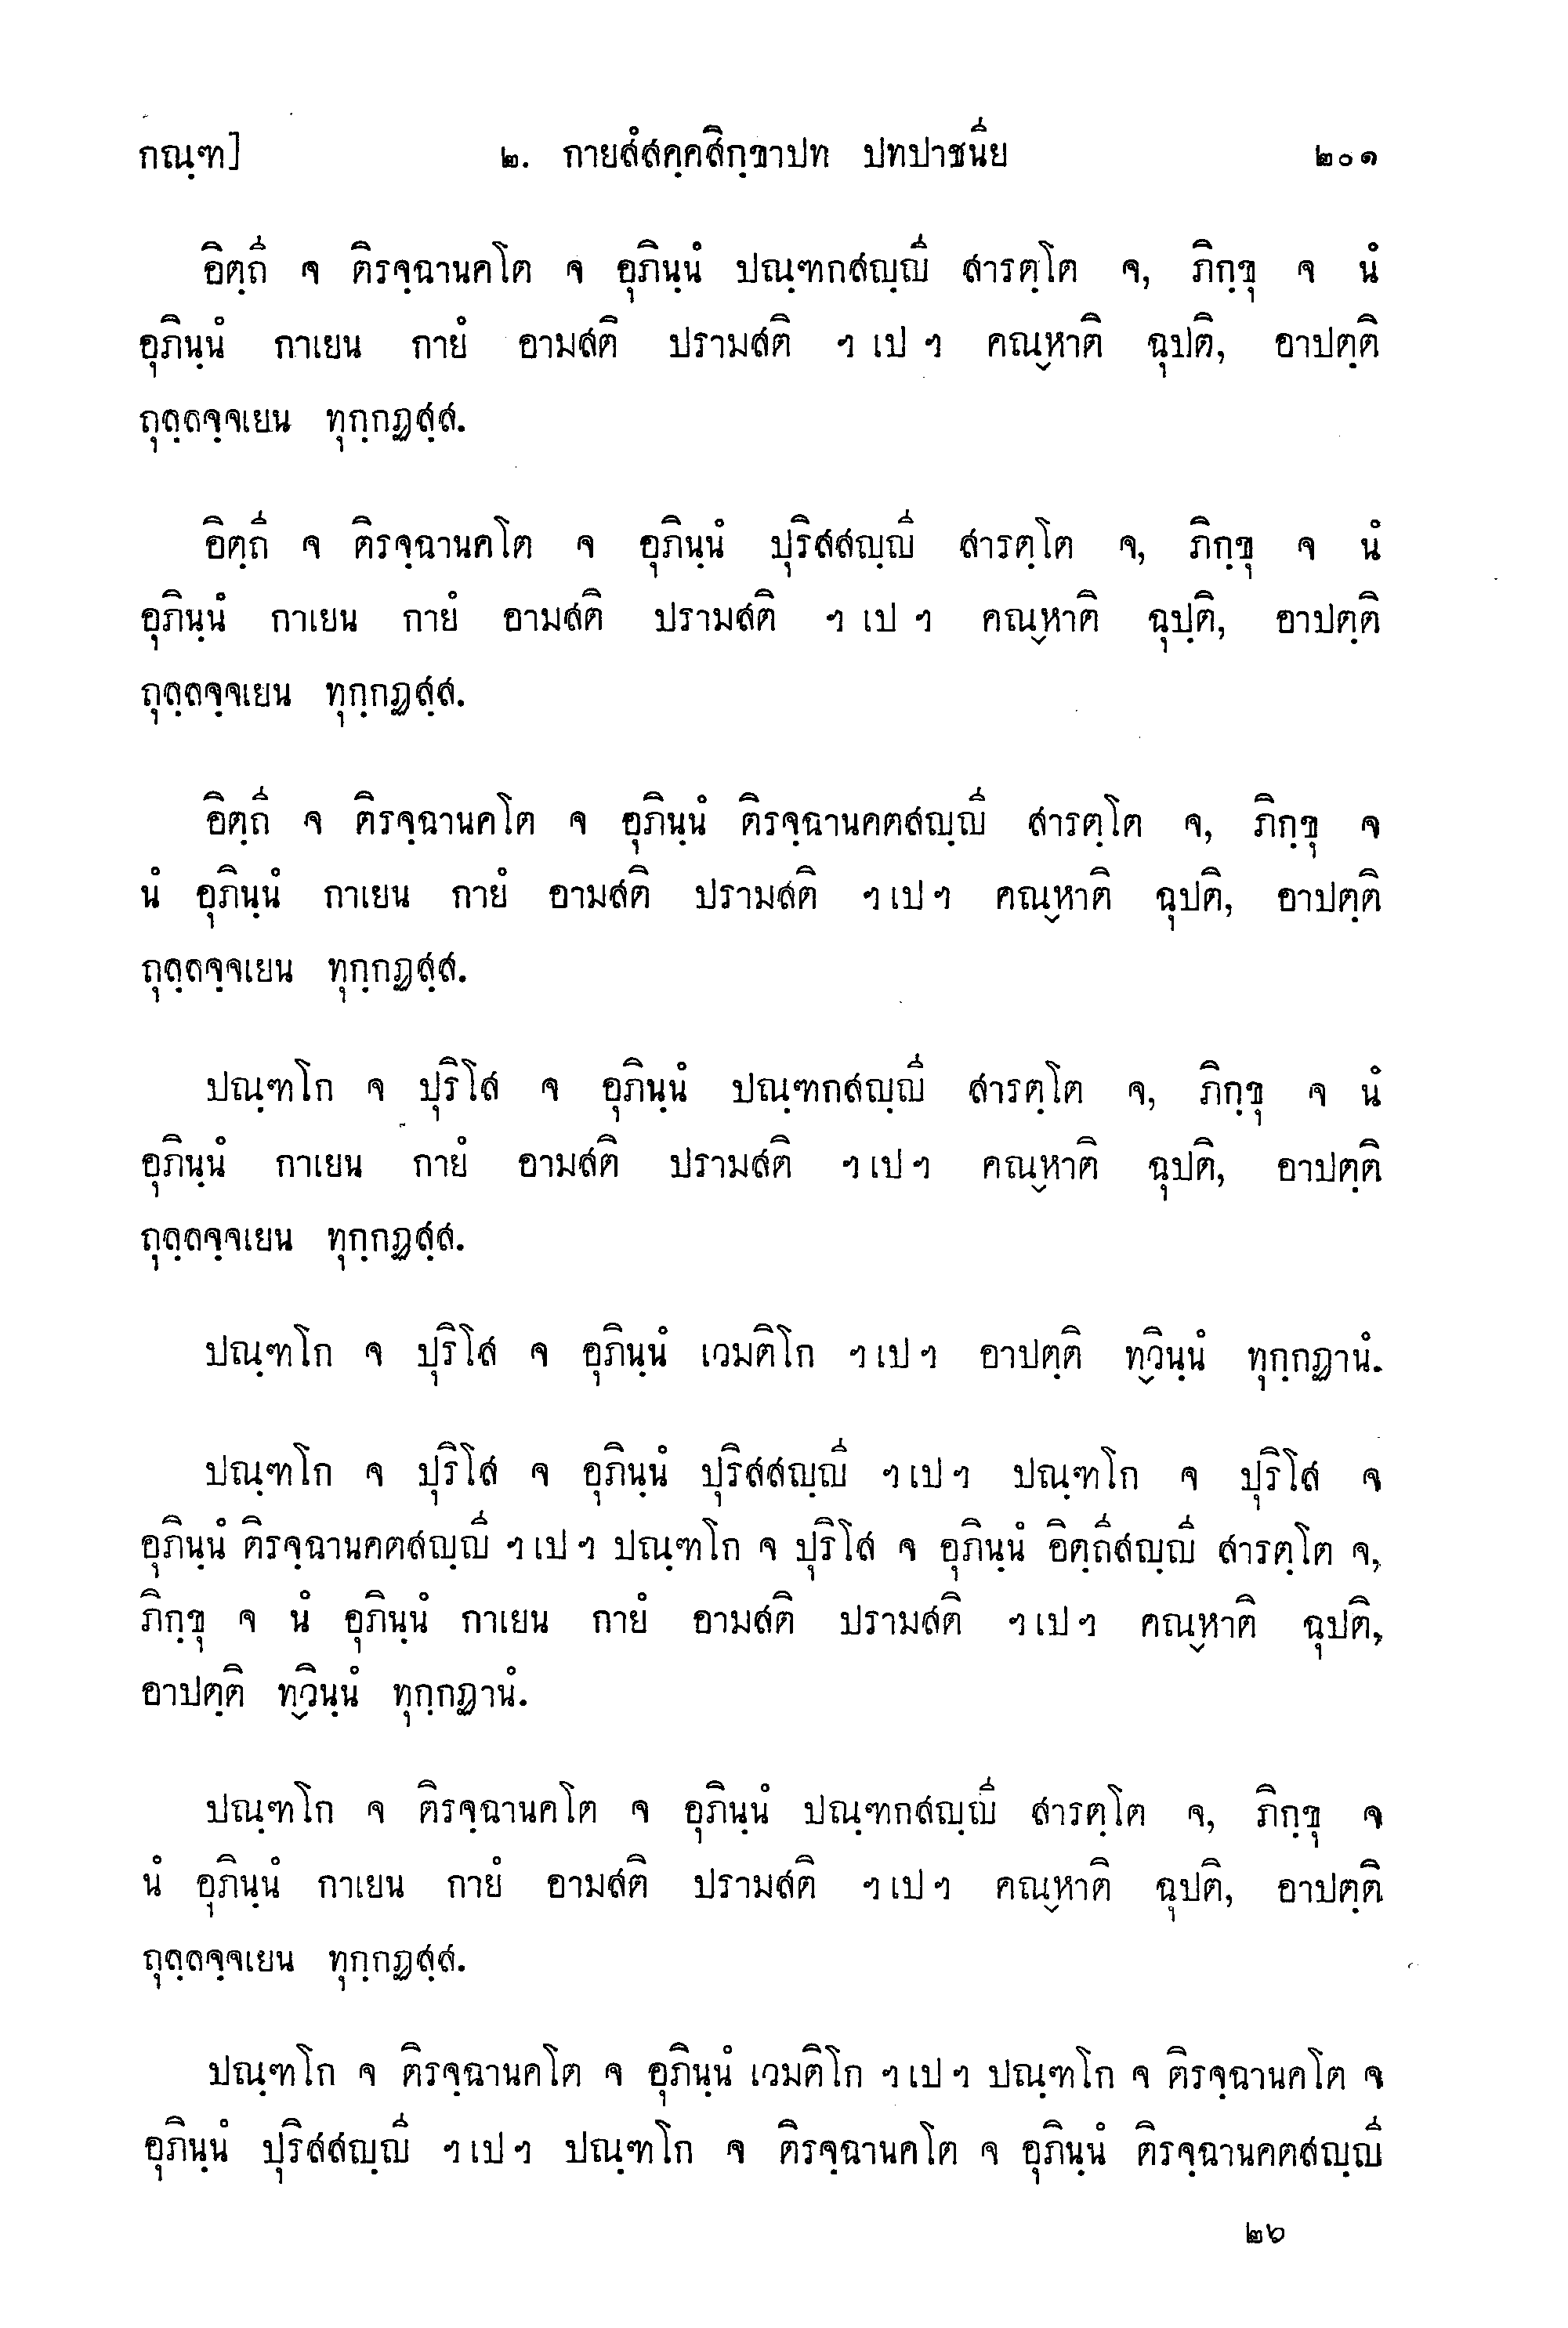 กณฺฑ] ๒. กายสํสคฺคสิกฺขาปท ปทปาชนีย ๒๐๑
อิตฺถี จ ติรจฺฉานคโต จ อุภินฺนํ ปณฺฑกสญฺญี สารตฺโต จ, ภิกฺขุ จ นํ
อุภินฺนํ กาเยน กายํ อามสติ ปรามสติ ฯ เป ฯ คณฺหาติ ฉุปติ, อาปตฺติ
ถุลฺลจฺจเยน ทุกฺกฏสฺส.
อิตฺถี จ ติรจฺฉานคโต จ อุภินฺนํ ปุริสสญฺญี สารตฺโต จ, ภิกฺขุ จ นํ
อุภินฺนํ กาเยน กายํ อามสติ ปรามสติ ฯ เป ฯ คณฺหาติ ฉุปฺติ, อาปตฺติ
ถุลฺลจฺจเยน ทุกฺกฏสฺส.
อิตฺถี จ ติรจฺฉานคโต จ อุภินฺนํ ติรจฺฉานคตสญฺญี สารตฺโต จ, ภิกฺขุ จ
นํ อุภินฺนํ กาเยน กายํ อามสติ ปรามสติ ฯ เป ฯ คณฺหาติ ฉุปติ, อาปตฺติ
ถุลฺลจฺจเยน ทุกฺกฏสฺส.
ปณฺฑโก จ ปุริโส จ อุภินฺนํ ปณฺฑกสญฺญี สารตฺโต จ, ภิกฺขุ จ นํ
อุภินฺนํ กาเยน กายํ อามสติ ปรามสติ ฯ เป ฯ คณฺหาติ ฉุปติ, อาปตฺติ
ถุลฺลจฺจเยน ทุกฺกฏสฺส.
ปณฺฑโก จ ปุริโส จ อุภินฺนํ เวมติโก ฯ เป ฯ อาปตฺติ ทฺวินฺนํ ทุกฺกฏานํ.
ปณฺฑโก จ ปุริโส จ อุภินฺนํ ปุริสสญฺญี ฯ เป ฯ ปณฺฑโก จ ปุริโส จ
อุภินฺนํ ติรจฺฉานคตสญฺญี ฯ เป ฯ ปณฺฑโก จ ปุริโส จ อุภินฺนํ อิตฺถีสญฺญี สารตฺโต จ,
ภิกฺขุ จ นํ อุภินฺนํ กาเยน กายํ อามสติ ปรามสติ ฯ เป ฯ คณฺหาติ ฉุปติ,
อาปตฺติ ทฺวินฺนํ ทุกฺกฏานํ.
ปณฺฑโก จ ติรจฺฉานคโต จ อุภินฺนํ ปณฺฑกสญฺญี สารตฺโต จ, ภิกฺขุ จ
นํ อุภินฺนํ กาเยน กายํ อามสติ ปรามสติ ฯ เป ฯ คณฺหาติ ฉุปติ, อาปตฺติ
ถุลฺลจฺจเยน ทุกฺกฏสฺส.
ปณฺฑโก จ ติรจฺฉานคโต จ อุภินฺนํ เวมติโก ฯ เป ฯ ปณฺฑโก จ ติรจฺฉานคโต จ
อุภินฺนํ ปุริสสญฺญี ฯ เป ฯ ปณฺฑโก จ ติรจฺฉานคโต จ อุภินฺนํ ติรจฺฉานคตสญฺญี
๒๖